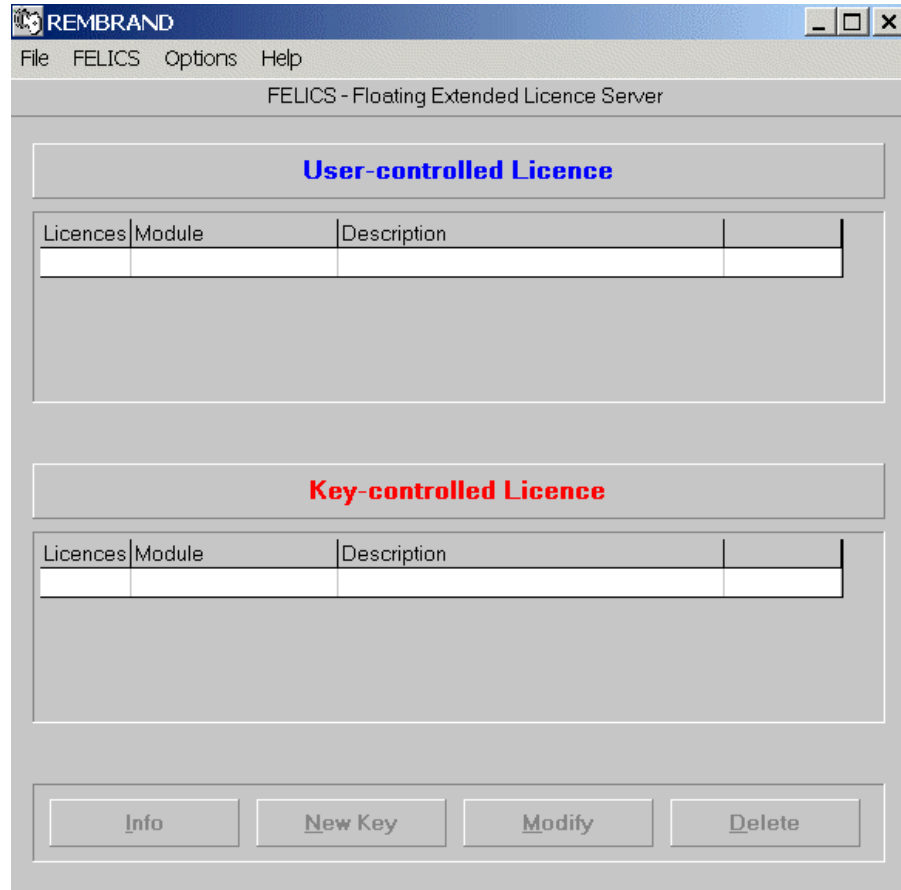 REMBRAND
File FELICS Options Help
FELICS - Floating Extended Licence Server
User-controlled Licence
Licences Module Description
Key-controlled Licence
Licences Module Description
Info New Key Modify Delete